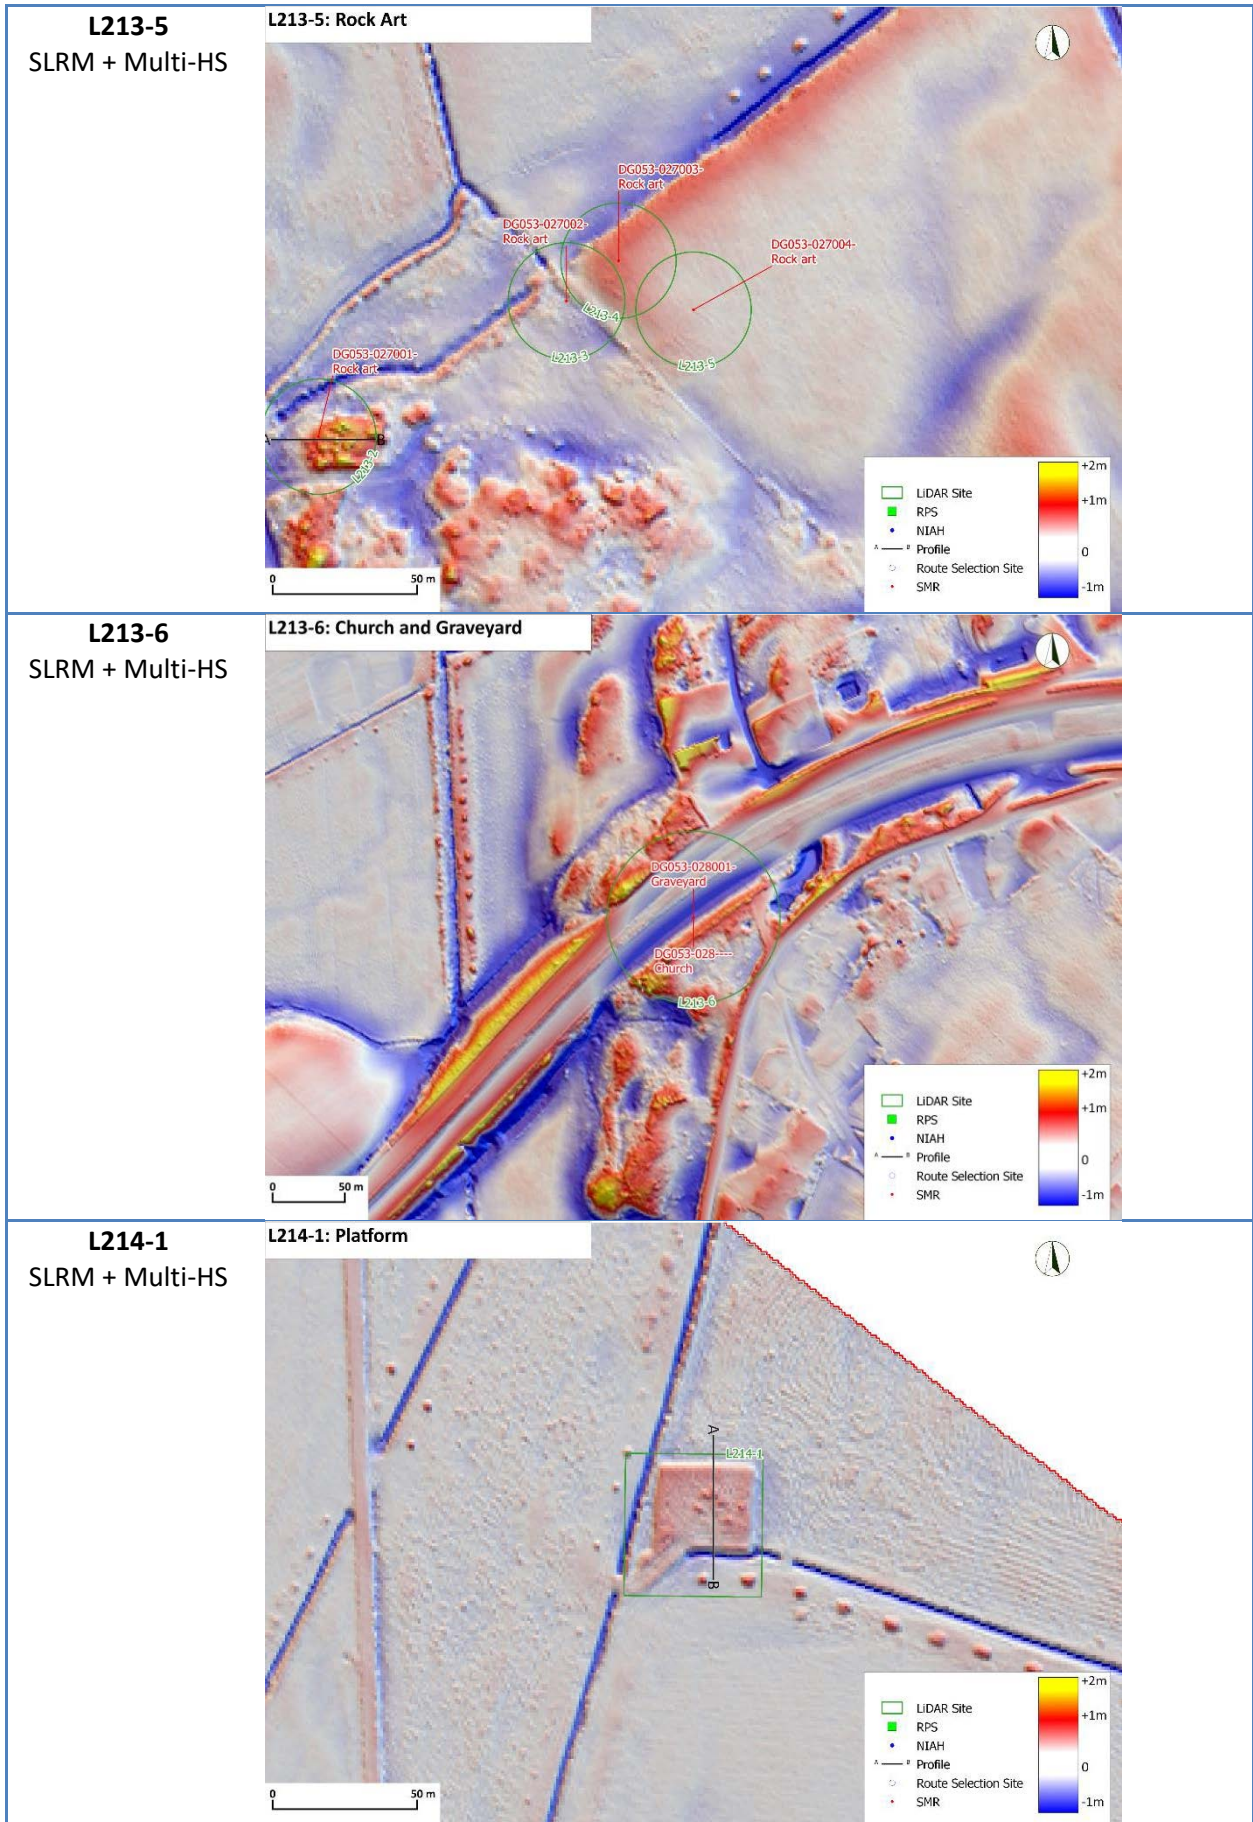 L213-5
SLRM + Multi-HS
L213-5: Rock Art
DG053-027003-
Rock art
DG053-027002-
Rock art
DG053-027004-
Rock art
L213-4
L213-3
L213-5
DG053-027001-
Rock art
A B
L213-2
LiDAR Site
RPS
NIAH
A B Profile
Route Selection Site
SMR
+2m
+1m
0
-1m
0 50 m
L213-6
SLRM + Multi-HS
L213-6: Church and Graveyard
DG053-028001-
Graveyard
DG053-028----
Church
L213-6
LiDAR Site
RPS
NIAH
A B Profile
Route Selection Site
SMR
+2m
+1m
0
-1m
0 50 m
L214-1
SLRM + Multi-HS
L214-1: Platform
A
L214-1
B
LiDAR Site
RPS
NIAH
A B Profile
Route Selection Site
SMR
+2m
+1m
0
-1m
0 50 m